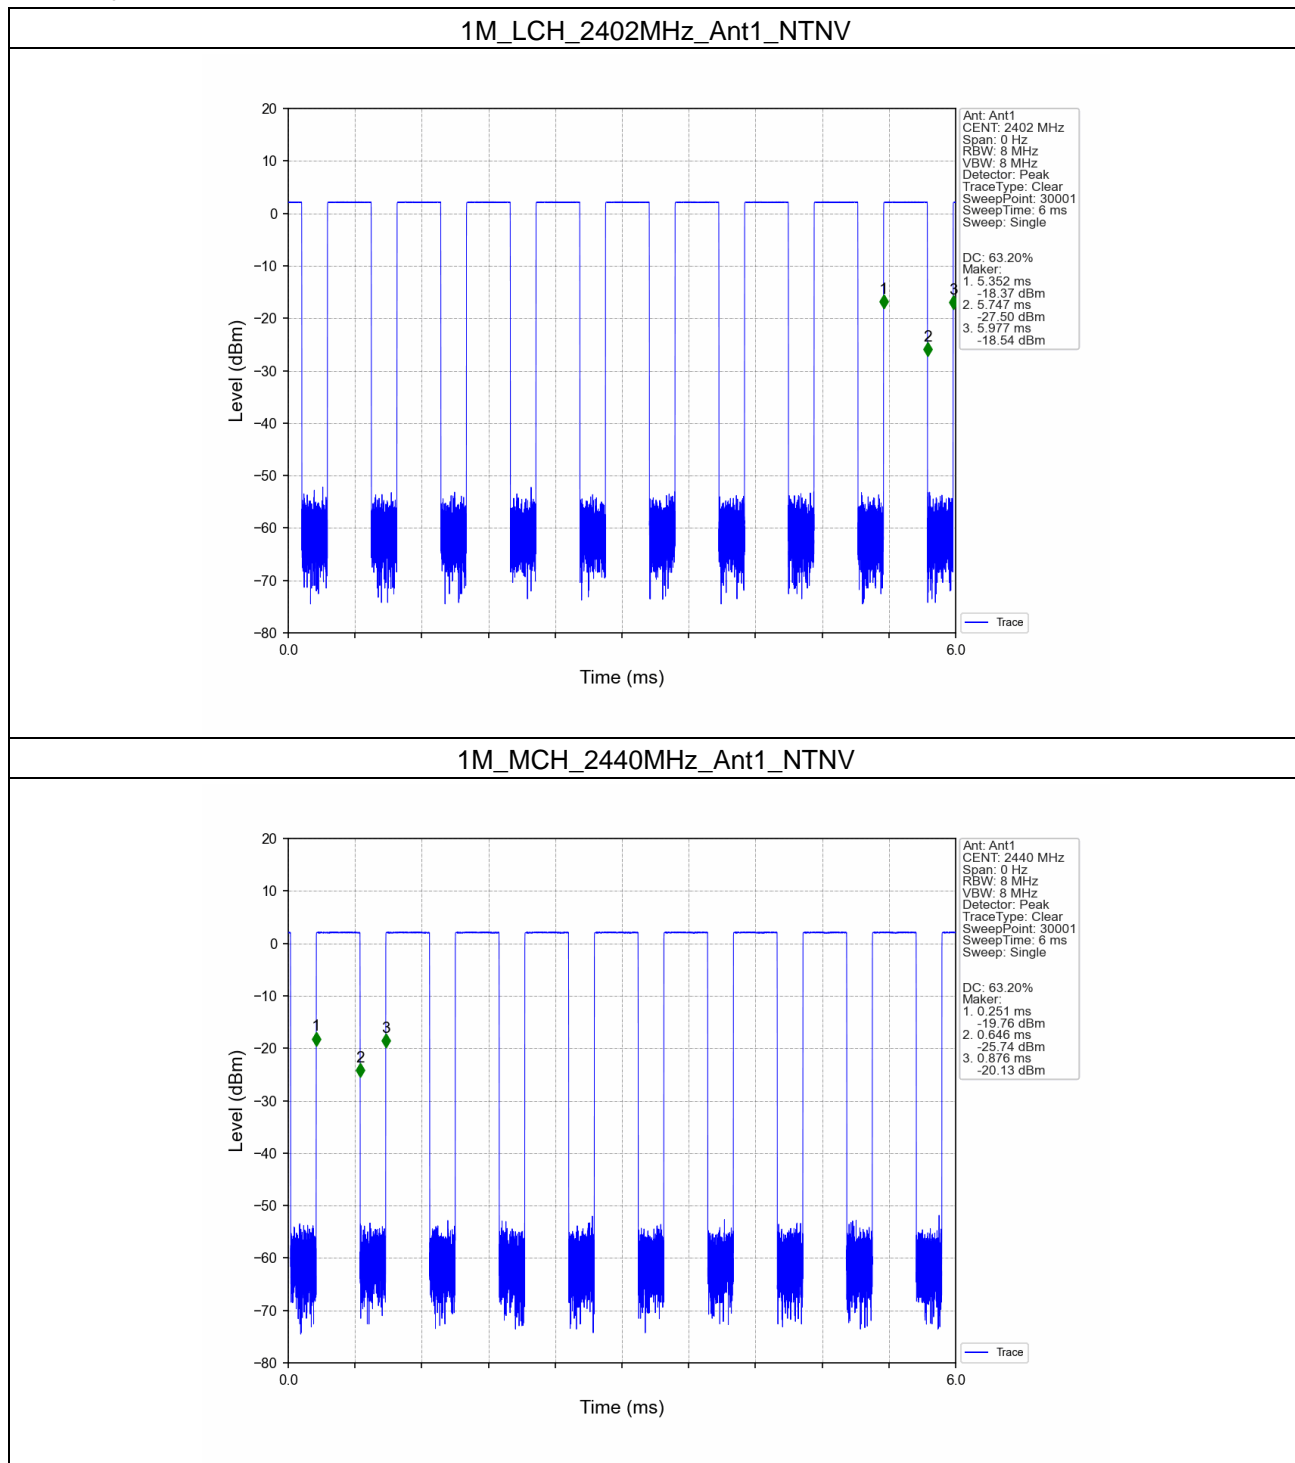 1M_LCH_2402MHz_Ant1_NTNV
20
10
0
−10
−20
−30
−40
−50
−60
−70
−80
Level (dBm)
0.0
6.0
Time (ms)
1
2
3
Ant: Ant1
CENT: 2402 MHz
Span: 0 Hz
RBW: 8 MHz
VBW: 8 MHz
Detector: Peak
TraceType: Clear
SweepPoint: 30001
SweepTime: 6 ms
Sweep: Single
DC: 63.20%
Maker:
1. 5.352 ms
-18.37 dBm
2. 5.747 ms
-27.50 dBm
3. 5.977 ms
-18.54 dBm
Trace
1M_MCH_2440MHz_Ant1_NTNV
20
10
0
−10
−20
−30
−40
−50
−60
−70
−80
Level (dBm)
0.0
6.0
Time (ms)
1
2
3
Ant: Ant1
CENT: 2440 MHz
Span: 0 Hz
RBW: 8 MHz
VBW: 8 MHz
Detector: Peak
TraceType: Clear
SweepPoint: 30001
SweepTime: 6 ms
Sweep: Single
DC: 63.20%
Maker:
1. 0.251 ms
-19.76 dBm
2. 0.646 ms
-25.74 dBm
3. 0.876 ms
-20.13 dBm
Trace